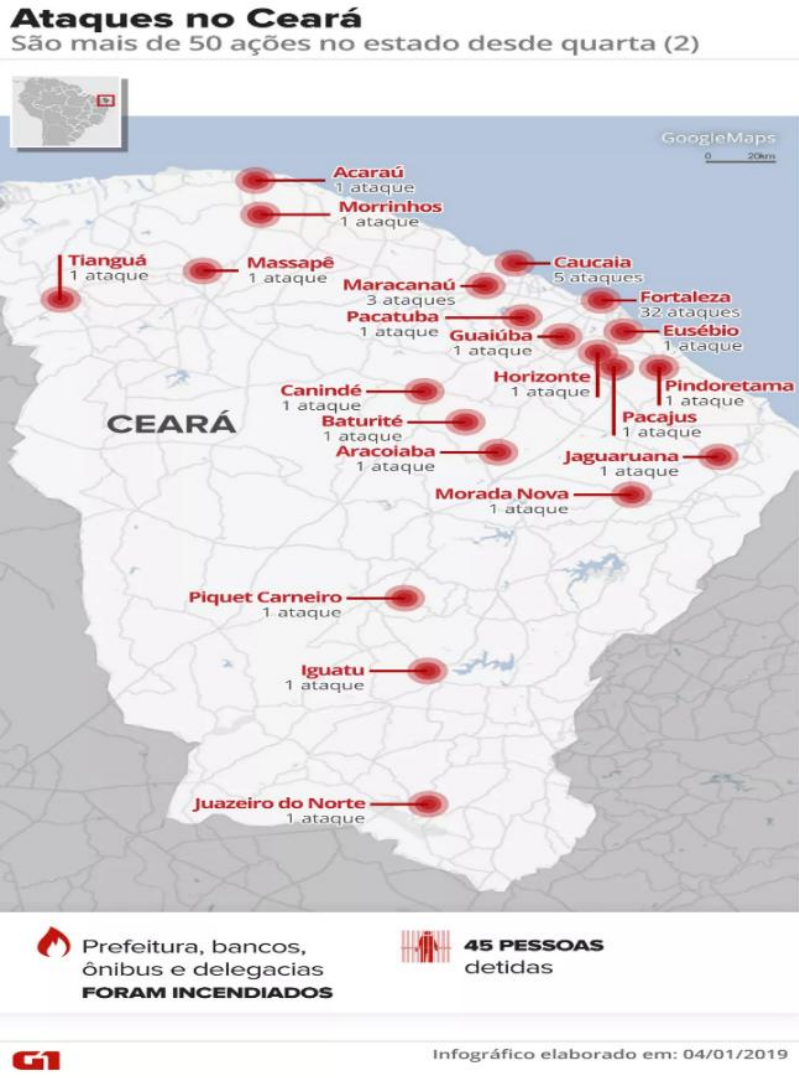 Ataques no Ceará
São mais de 50 ações no estado desde quarta (2)
GoogleMaps
0 20km
Acaraú
1 ataque
Morrinhos
1 ataque
Tianguá
1 ataque
Massapê
1 ataque
Caucaia
5 ataques
Maracanaú
3 ataques
Fortaleza
32 ataques
Pacatuba
1 ataque
Eusébio
1 ataque
Guaiúba
1 ataque
Horizonte
1 ataque
Pindoretama
1 ataque
Canindé
1 ataque
Pacajus
1 ataque
CEARÁ
Baturité
1 ataque
Aracoiaba
1 ataque
Jaguaruana
1 ataque
Morada Nova
1 ataque
Piquet Carneiro
1 ataque
Iguatu
1 ataque
Juazeiro do Norte
1 ataque
Prefeitura, bancos,
ônibus e delegacias
FORAM INCENDIADOS
45 PESSOAS
detidas
G1
Infográfico elaborado em: 04/01/2019